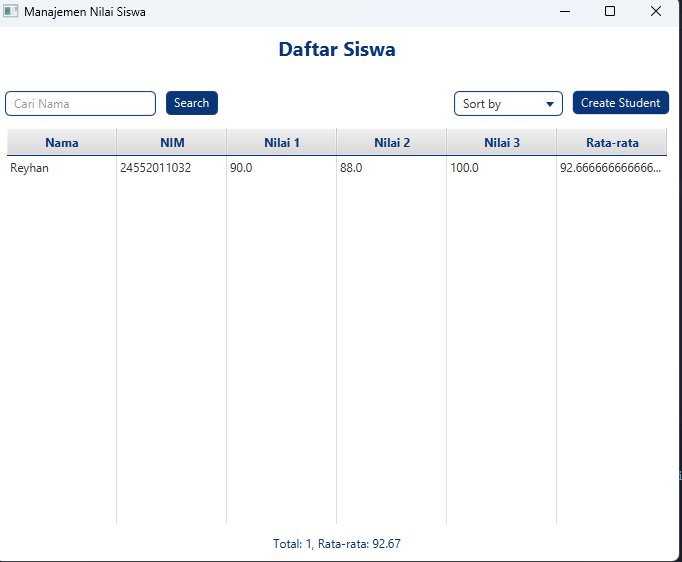 Manajemen Nilai Siswa
Daftar Siswa
Cari Nama Search Sort by Create Student
Nama NIM Nilai 1 Nilai 2 Nilai 3 Rata-rata
Reyhan 24552011032 90.0 88.0 100.0 92.666666666666...
Total: 1, Rata-rata: 92.67